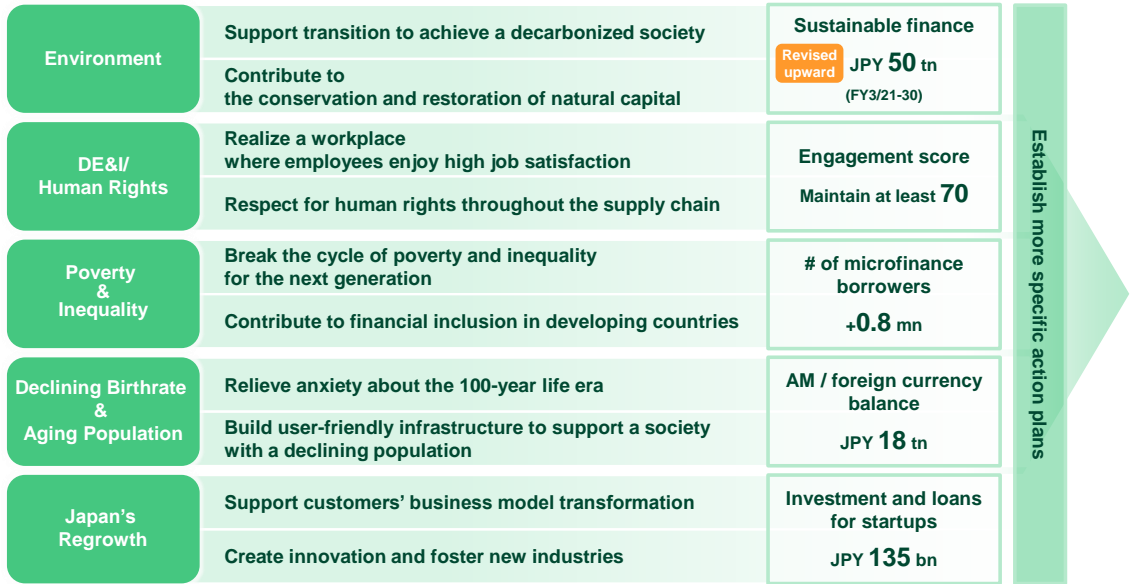 Environment
Support transition to achieve a decarbonized society
Contribute to
the conservation and restoration of natural capital
Sustainable finance
Revised
upward
JPY 50 tn
(FY3/21-30)
DE&I/
Human Rights
Realize a workplace
where employees enjoy high job satisfaction
Respect for human rights throughout the supply chain
Engagement score
Maintain at least 70
Poverty
&
Inequality
Break the cycle of poverty and inequality
for the next generation
Contribute to financial inclusion in developing countries
# of microfinance
borrowers
+0.8 mn
Declining Birthrate
&
Aging Population
Relieve anxiety about the 100-year life era
Build user-friendly infrastructure to support a society
with a declining population
AM / foreign currency
balance
JPY 18 tn
Japan's
Regrowth
Support customers' business model transformation
Create innovation and foster new industries
Investment and loans
for startups
JPY 135 bn
Establish more specific action plans